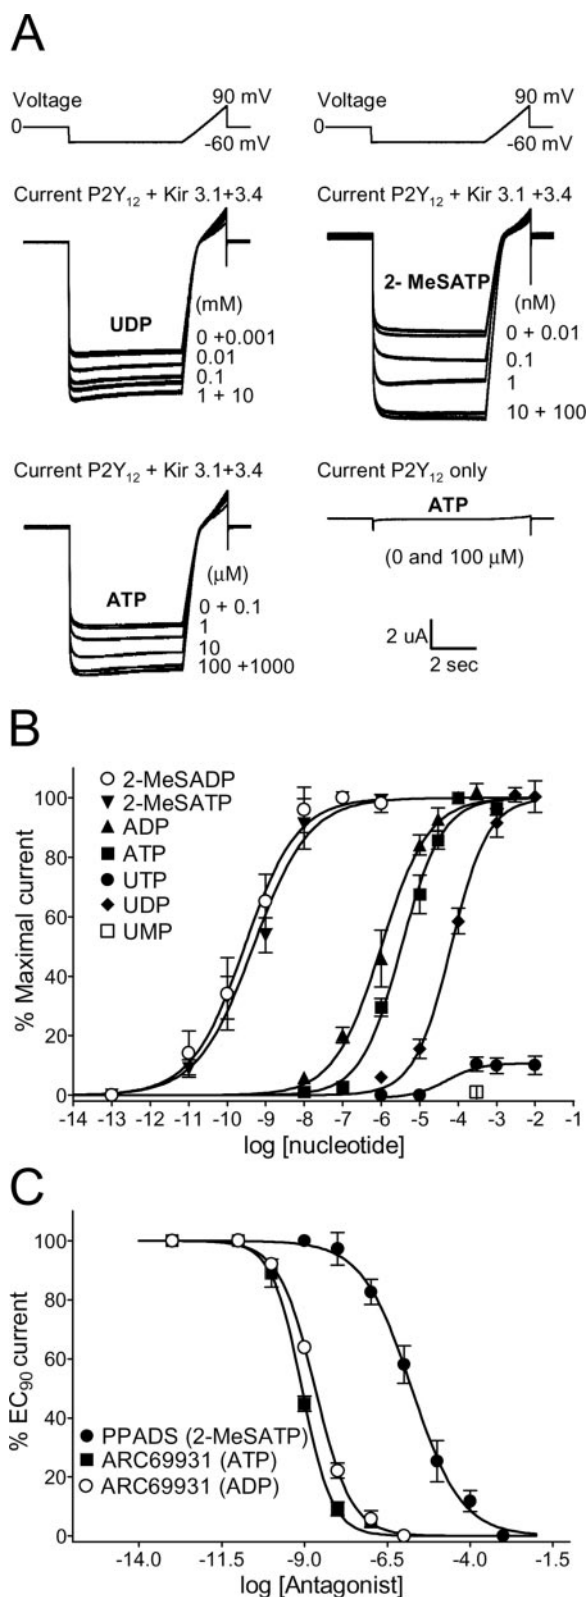 A
Voltage
90 mV
0
-60 mV
Voltage
90 mV
0
-60 mV
Current P2Y12 + Kir 3.1+3.4
(mM)
UDP
0 +0.001
0.01
0.1
1 + 10
Current P2Y12 + Kir 3.1 +3.4
2- MeSATP
(nM)
0 + 0.01
0.1
1
10 + 100
Current P2Y12 + Kir 3.1+3.4
(μM)
ATP
0 + 0.1
1
10
100 +1000
Current P2Y12 only
ATP
(0 and 100 μM)
2 uA
2 sec
B
2-MeSADP
2-MeSATP
ADP
ATP
UTP
UDP
UMP
% Maximal current
100
80
60
40
20
0
-14 -13 -12 -11 -10 -9 -8 -7 -6 -5 -4 -3 -2 -1
log [nucleotide]
C
% EC90 current
100
80
60
40
20
0
PPADS (2-MeSATP)
ARC69931 (ATP)
ARC69931 (ADP)
-14.0 -11.5 -9.0 -6.5 -4.0 -1.5
log [Antagonist]